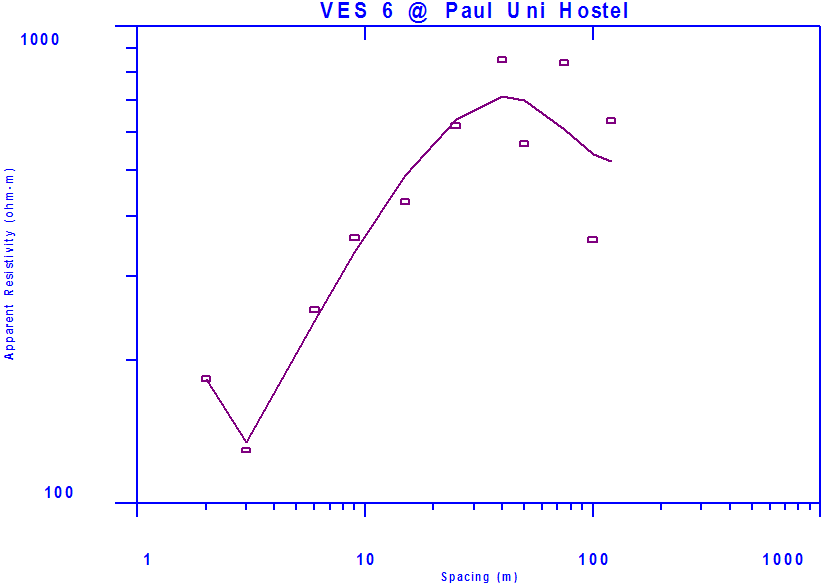 VES 6 @ Paul Uni Hostel
1000
Apparent Resistivity (ohm-m)
100
1 10 100 1000
Spacing (m)